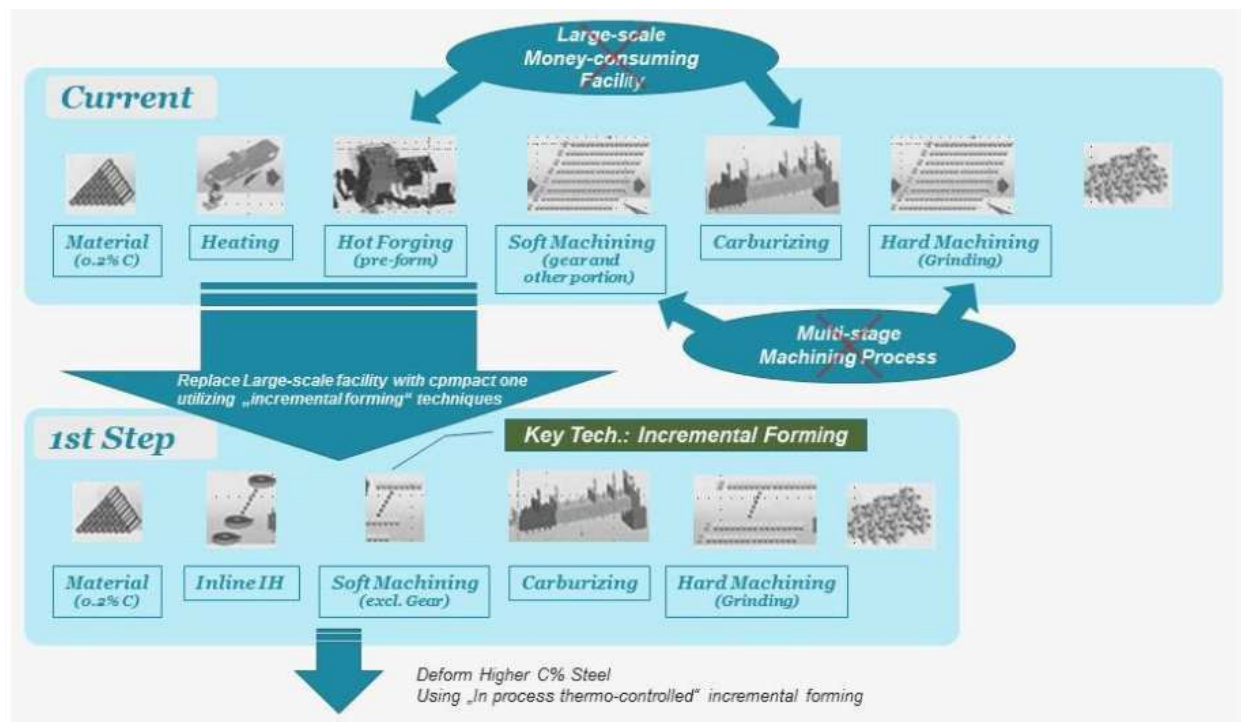 Large-scale
Money-consuming
Facility
Current
Material
(0.2% C)
Heating
Hot Forging
(pre-form)
Soft Machining
(gear and
other portion)
Carburizing
Hard Machining
(Grinding)
Multi-stage
Machining Process
Replace Large-scale facility with cpmpact one
utilizing „incremental forming“ techniques
1st Step
Key Tech.: Incremental Forming
Material
(0.2% C)
Inline IH
Soft Machining
(excl. Gear)
Carburizing
Hard Machining
(Grinding)
Deform Higher C% Steel
Using „In process thermo-controlled“ incremental forming